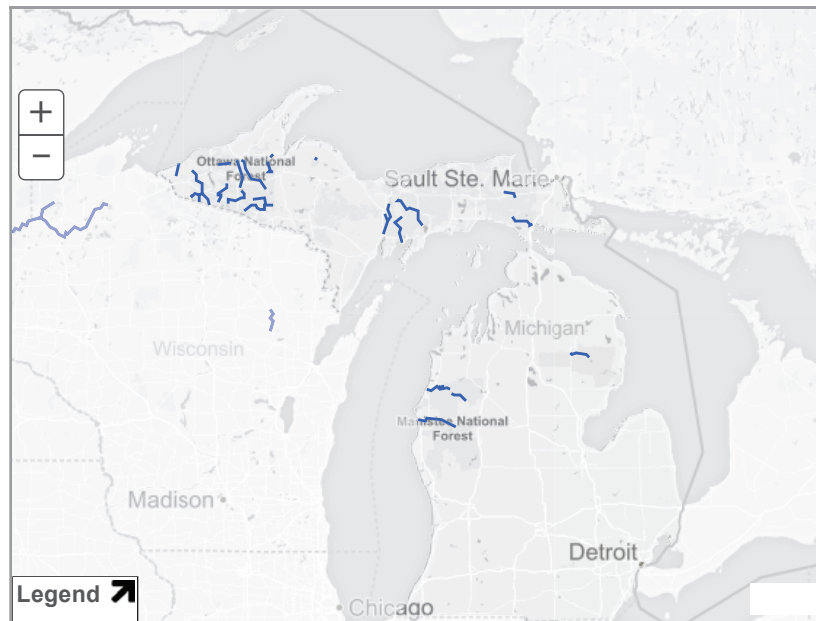 +
−
Ottawa National
Forest
Sault Ste. Marie
Michigan
Wisconsin
Manistee National
Forest
Madison
Detroit
Legend
Chicago